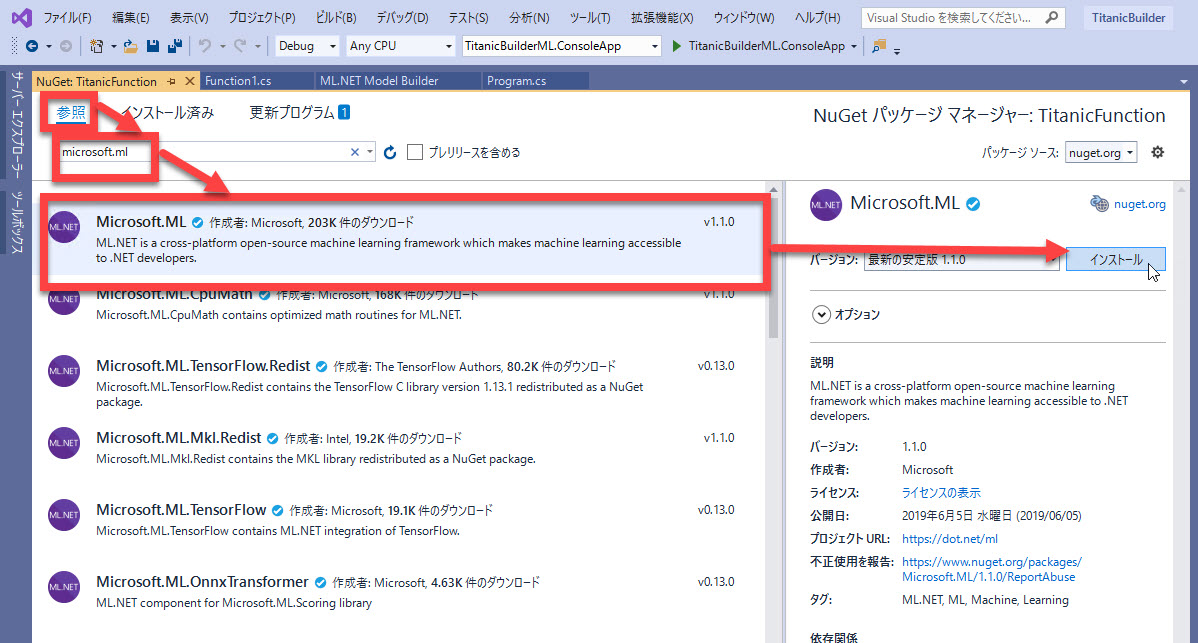 ファイル(F) 編集(E) 表示(V) プロジェクト(P) ビルド(B) デバッグ(D) テスト(S) 分析(N) ツール(T) 拡張機能(X) ウィンドウ(W) ヘルプ(H) Visual Studio を検索してください... TitanicBuilder
Debug Any CPU TitanicBuilderML.ConsoleApp TitanicBuilderML.ConsoleApp
サーバー エクスプローラー
ツールボックス
NuGet: TitanicFunction Function1.cs ML.NET Model Builder Program.cs
参照 インストール済み 更新プログラム 1
NuGet パッケージ マネージャー: TitanicFunction
microsoft.ml プレリリースを含める
パッケージ ソース: nuget.org
ML.NET
Microsoft.ML 作成者: Microsoft, 203K 件のダウンロード v1.1.0
ML.NET is a cross-platform open-source machine learning framework which makes machine learning accessible
to .NET developers.
ML.NET
Microsoft.ML.CpuMath 作成者: Microsoft, 168K 件のダウンロード v1.1.0
Microsoft.ML.CpuMath contains optimized math routines for ML.NET.
ML.NET
Microsoft.ML.TensorFlow.Redist 作成者: The TensorFlow Authors, 80.2K 件のダウンロード v0.13.0
Microsoft.ML.TensorFlow.Redist contains the TensorFlow C library version 1.13.1 redistributed as a NuGet
package.
ML.NET
Microsoft.ML.Mkl.Redist 作成者: Intel, 19.2K 件のダウンロード v1.1.0
Microsoft.ML.Mkl.Redist contains the MKL library redistributed as a NuGet package.
ML.NET
Microsoft.ML.TensorFlow 作成者: Microsoft, 19.1K 件のダウンロード v0.13.0
Microsoft.ML.TensorFlow contains ML.NET integration of TensorFlow.
ML.NET
Microsoft.ML.OnnxTransformer 作成者: Microsoft, 4.63K 件のダウンロード v0.13.0
ML.NET component for Microsoft.ML.Scoring library
ML.NET
Microsoft.ML nuget.org
バージョン: 最新の安定版 1.1.0 インストール
オプション
説明
ML.NET is a cross-platform open-source machine learning
framework which makes machine learning accessible to .NET
developers.
バージョン: 1.1.0
作成者: Microsoft
ライセンス: ライセンスの表示
公開日: 2019年6月5日 水曜日 (2019/06/05)
プロジェクト URL: https://dot.net/ml
不正使用を報告: https://www.nuget.org/packages/
Microsoft.ML/1.1.0/ReportAbuse
タグ: ML.NET, ML, Machine, Learning
依存関係